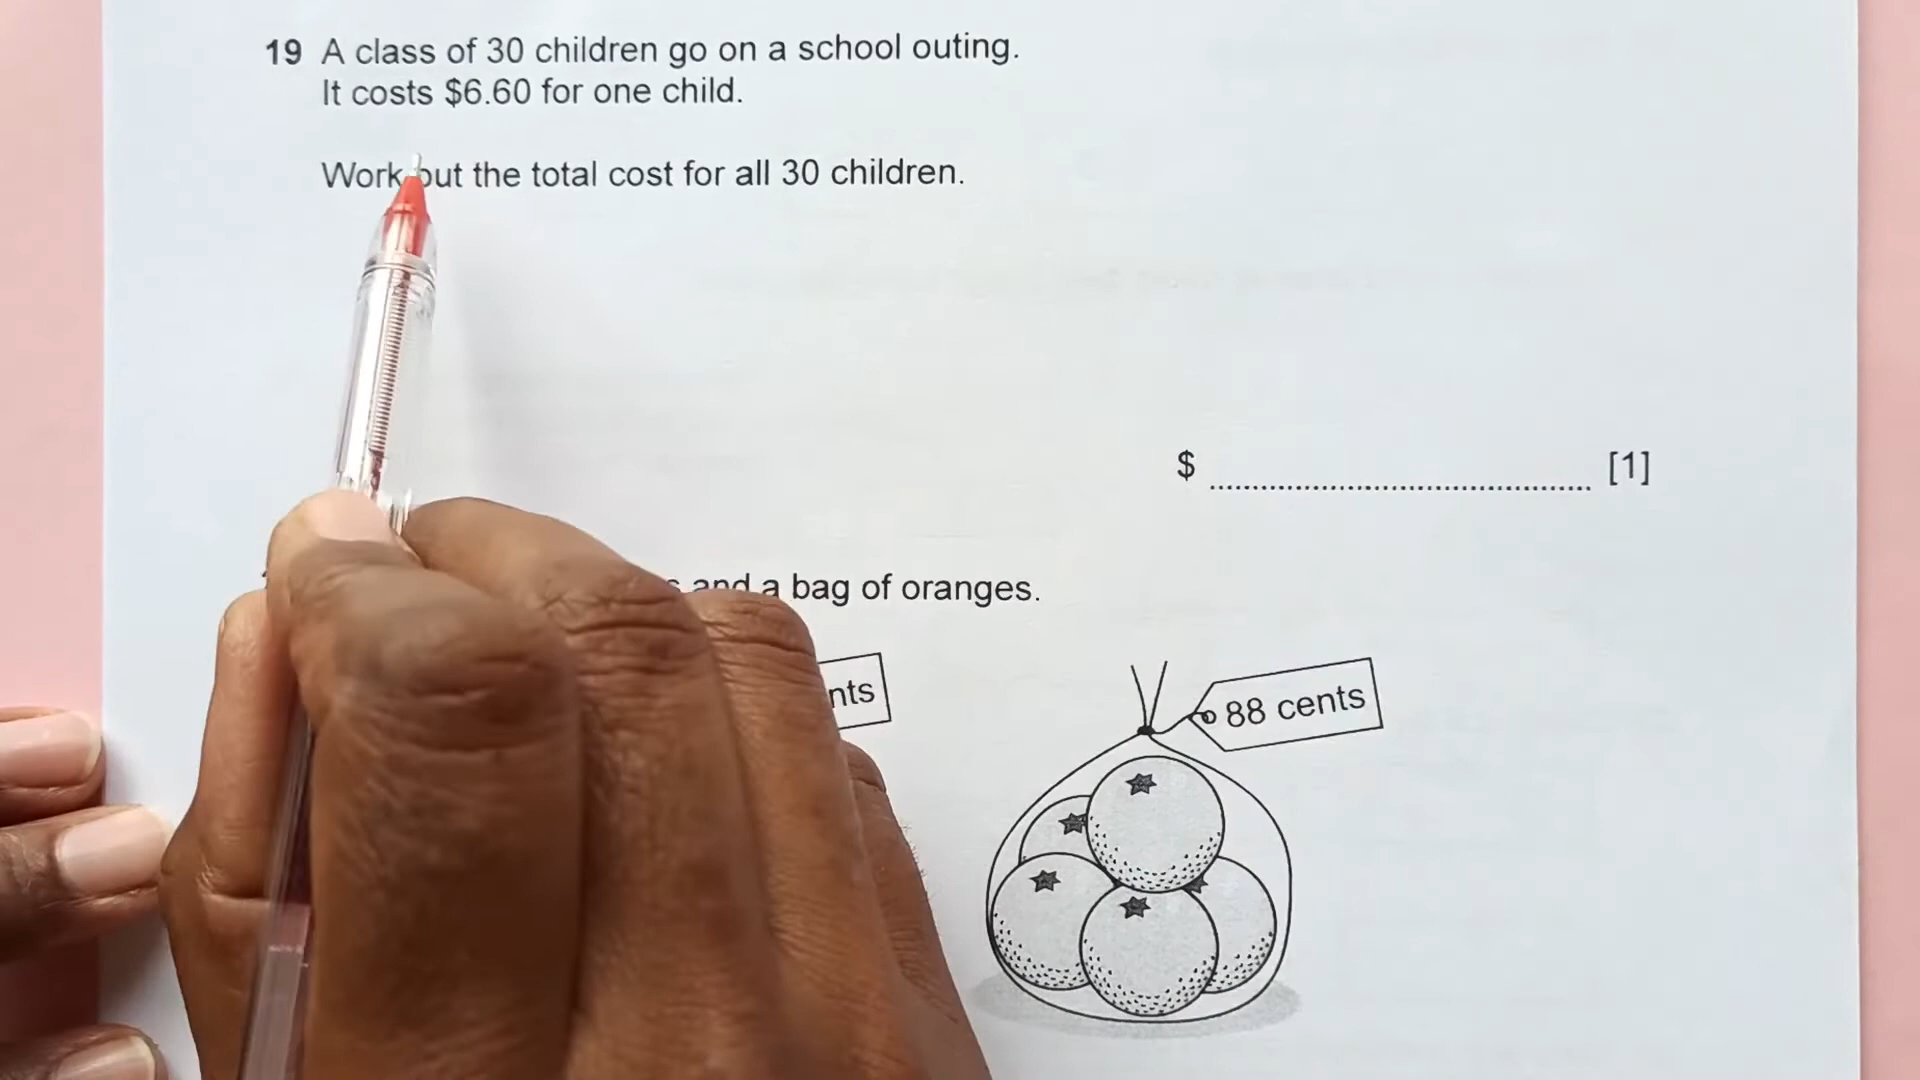 19 A class of 30 children go on a school outing.
It costs $6.60 for one child.
Work out the total cost for all 30 children.
$ [1]
and a bag of oranges.
88 cents